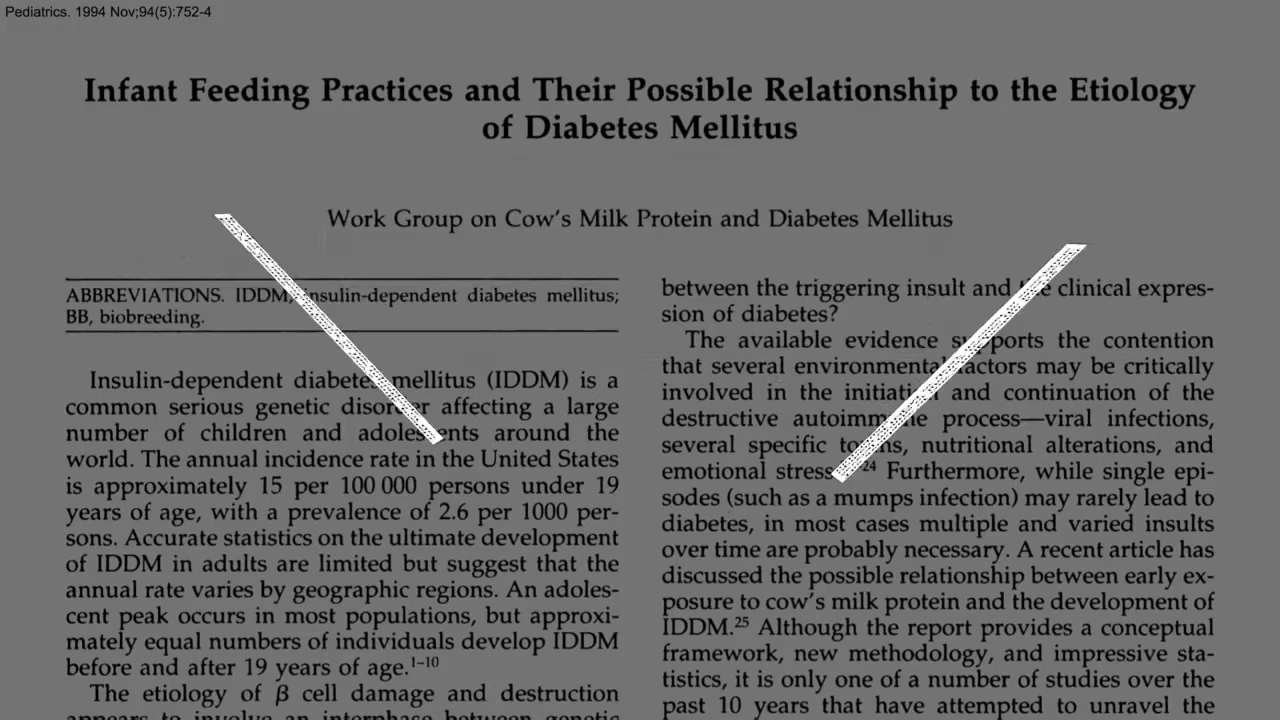 Pediatrics. 1994 Nov;94(5):752-4
Infant Feeding Practices and Their Possible Relationship to the Etiology
of Diabetes Mellitus
Work Group on Cow's Milk Protein and Diabetes Mellitus
ABBREVIATIONS. IDDM, insulin-dependent diabetes mellitus;
BB, biobreeding.
Insulin-dependent diabetes mellitus (IDDM) is a
common serious genetic disorder affecting a large
number of children and adolescents around the
world. The annual incidence rate in the United States
is approximately 15 per 100 000 persons under 19
years of age, with a prevalence of 2.6 per 1000 per-
sons. Accurate statistics on the ultimate development
of IDDM in adults are limited but suggest that the
annual rate varies by geographic regions. An adoles-
cent peak occurs in most populations, but approxi-
mately equal numbers of individuals develop IDDM
before and after 19 years of age.1-10
The etiology of β cell damage and destruction
appears to involve an interphase between genetic
between the triggering insult and the clinical expres-
sion of diabetes?
The available evidence supports the contention
that several environmental factors may be critically
involved in the initiation and continuation of the
destructive autoimmune process—viral infections,
several specific toxins, nutritional alterations, and
emotional stress 24 Furthermore, while single epi-
sodes (such as a mumps infection) may rarely lead to
diabetes, in most cases multiple and varied insults
over time are probably necessary. A recent article has
discussed the possible relationship between early ex-
posure to cow's milk protein and the development of
IDDM.25 Although the report provides a conceptual
framework, new methodology, and impressive sta-
tistics, it is only one of a number of studies over the
past 10 years that have attempted to unravel the